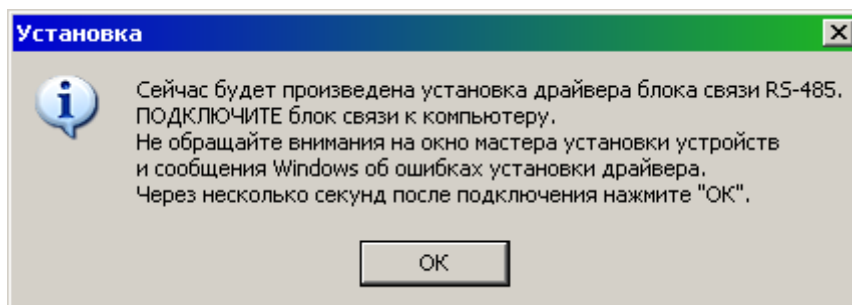 Установка
Сейчас будет произведена установка драйвера блока связи RS-485.
ПОДКЛЮЧИТЕ блок связи к компьютеру.
Не обращайте внимания на окно мастера установки устройств
и сообщения Windows об ошибках установки драйвера.
Через несколько секунд после подключения нажмите "ОК".
ОК